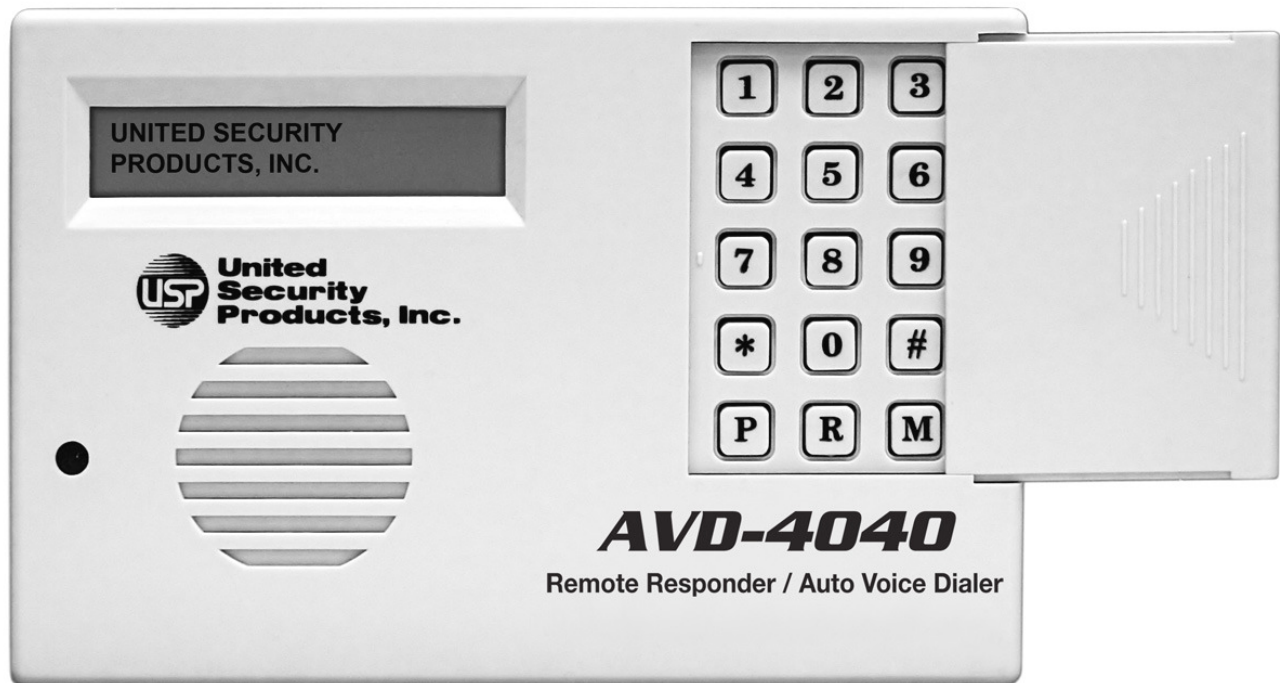 UNITED SECURITY
PRODUCTS, INC.
USP
United
Security
Products, Inc.
1 2 3
4 5 6
7 8 9
* 0 #
P R M
AVD-4040
Remote Responder / Auto Voice Dialer